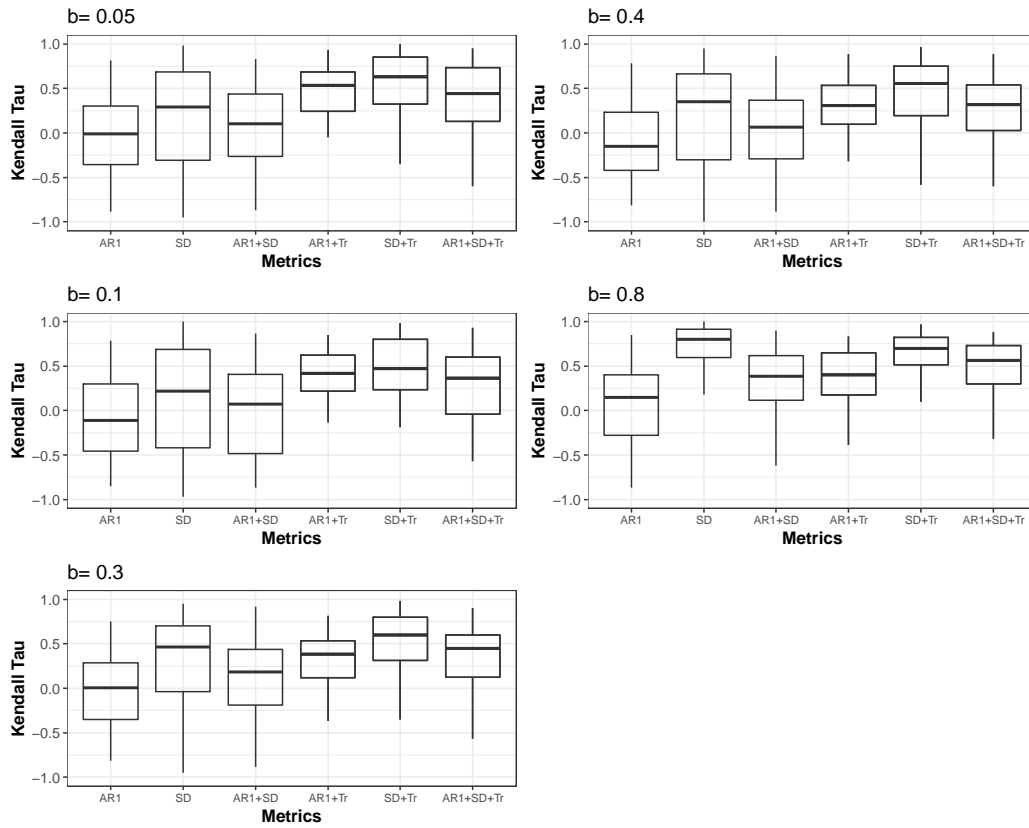 b= 0.05
1.0
0.5
0.0
−0.5
−1.0
Kendall Tau
AR1 SD AR1+SD AR1+Tr SD+Tr AR1+SD+Tr
Metrics
b= 0.4
1.0
0.5
0.0
−0.5
−1.0
Kendall Tau
AR1 SD AR1+SD AR1+Tr SD+Tr AR1+SD+Tr
Metrics
b= 0.1
1.0
0.5
0.0
−0.5
−1.0
Kendall Tau
AR1 SD AR1+SD AR1+Tr SD+Tr AR1+SD+Tr
Metrics
b= 0.8
1.0
0.5
0.0
−0.5
−1.0
Kendall Tau
AR1 SD AR1+SD AR1+Tr SD+Tr AR1+SD+Tr
Metrics
b= 0.3
1.0
0.5
0.0
−0.5
−1.0
Kendall Tau
AR1 SD AR1+SD AR1+Tr SD+Tr AR1+SD+Tr
Metrics